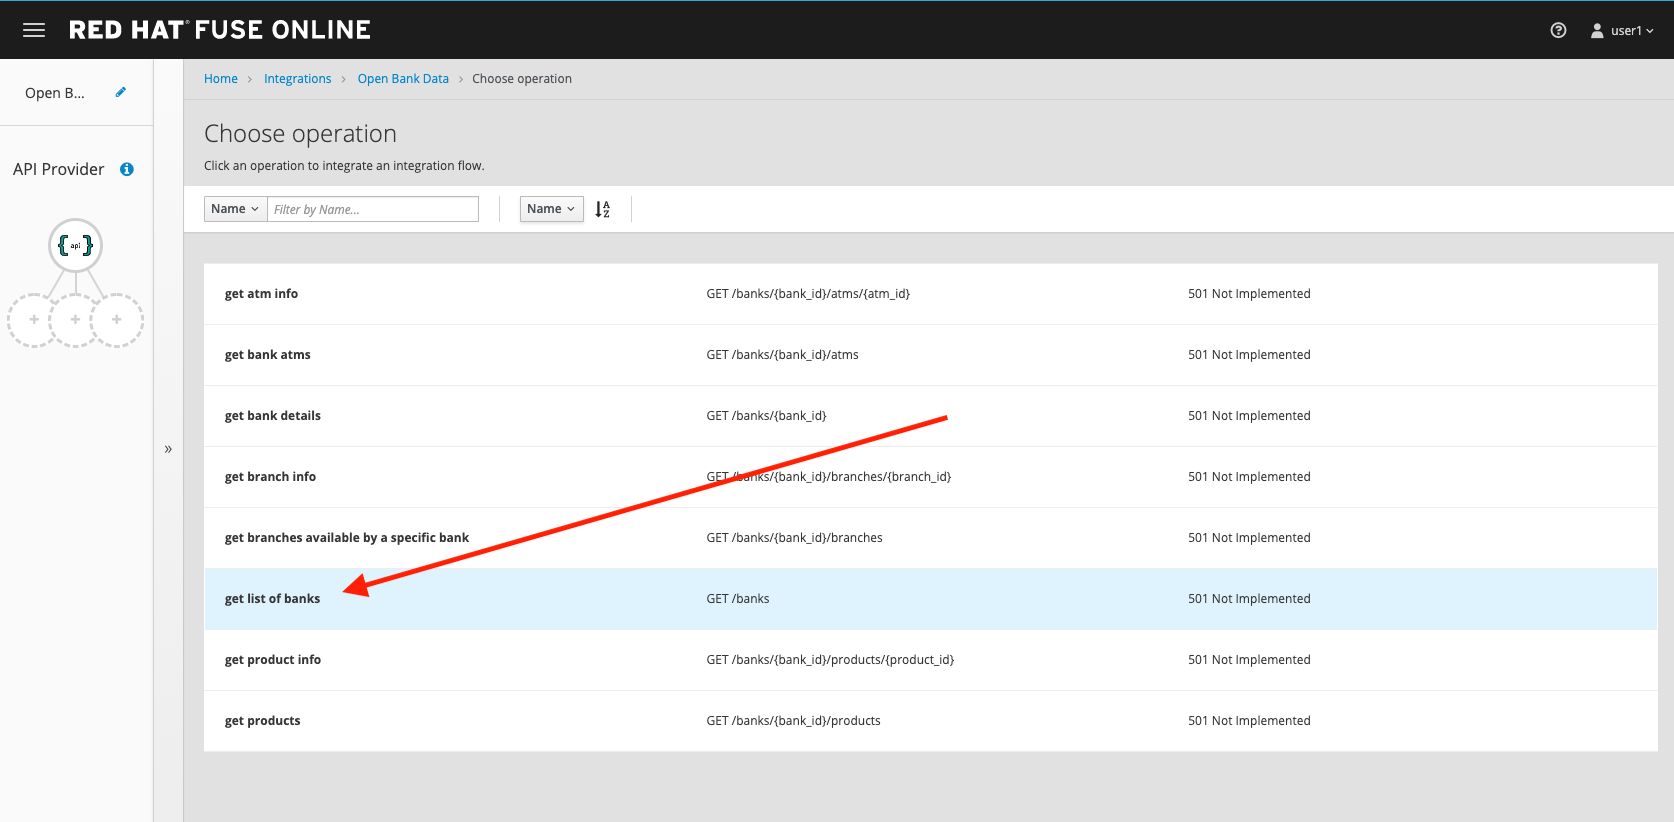 RED HAT® FUSE ONLINE
user1
Open B...
Home > Integrations > Open Bank Data > Choose operation
Choose operation
API Provider
Click an operation to integrate an integration flow.
Name Filter by Name... Name A Z
{api}
get atm info GET /banks/{bank_id}/atms/{atm_id} 501 Not Implemented
get bank atms GET /banks/{bank_id}/atms 501 Not Implemented
get bank details GET /banks/{bank_id} 501 Not Implemented
get branch info GET /banks/{bank_id}/branches/{branch_id} 501 Not Implemented
get branches available by a specific bank GET /banks/{bank_id}/branches 501 Not Implemented
get list of banks GET /banks 501 Not Implemented
get product info GET /banks/{bank_id}/products/{product_id} 501 Not Implemented
get products GET /banks/{bank_id}/products 501 Not Implemented